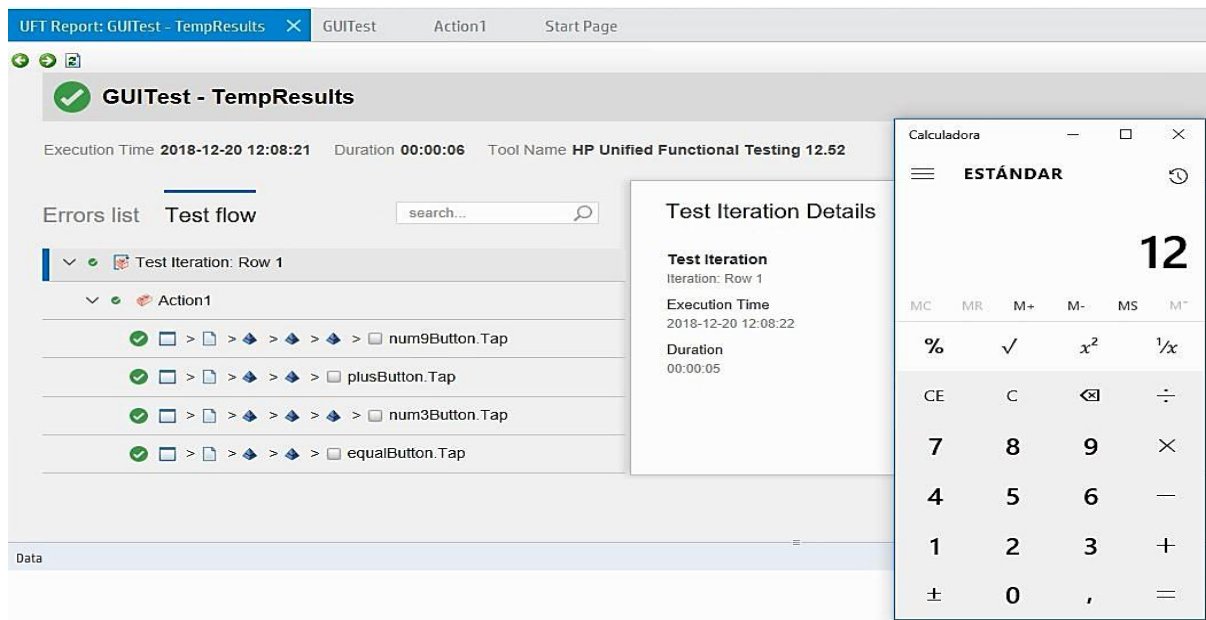 UFT Report: GUITest - TempResults GUITest Action1 Start Page
GUITest - TempResults
Execution Time 2018-12-20 12:08:21 Duration 00:00:06 Tool Name HP Unified Functional Testing 12.52
Errors list Test flow search...
Test Iteration: Row 1
Action1
> > > > > num9Button.Tap
> > > > plusButton.Tap
> > > > > num3Button.Tap
> > > > equalButton.Tap
Test Iteration Details
Test Iteration
Iteration: Row 1
Execution Time
2018-12-20 12:08:22
Duration
00:00:05
Data
Calculadora
ESTÁNDAR
12
MC MR M+ M- MS M˅
% √ x² ¹/x
CE C ÷
7 8 9 ×
4 5 6 −
1 2 3 +
± 0 , =